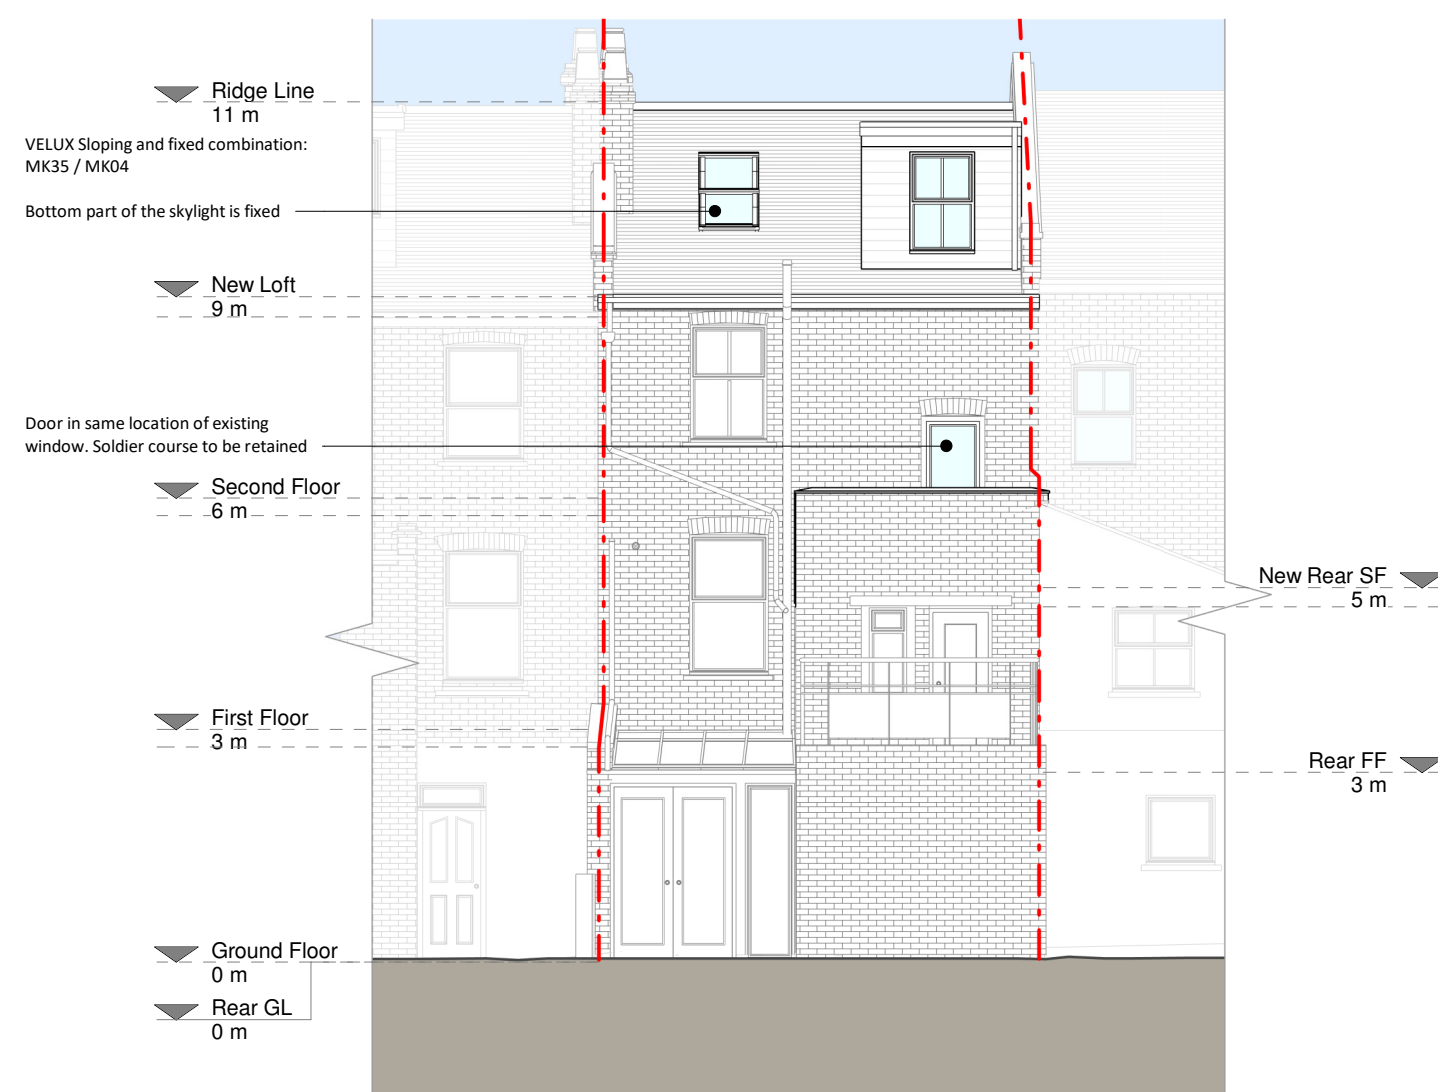 Ridge Line
11 m
VELUX Sloping and fixed combination:
MK35 / MK04
Bottom part of the skylight is fixed
New Loft
9 m
Door in same location of existing
window. Soldier course to be retained
Second Floor
6 m
New Rear SF
5 m
First Floor
3 m
Rear FF
3 m
Ground Floor
0 m
Rear GL
0 m